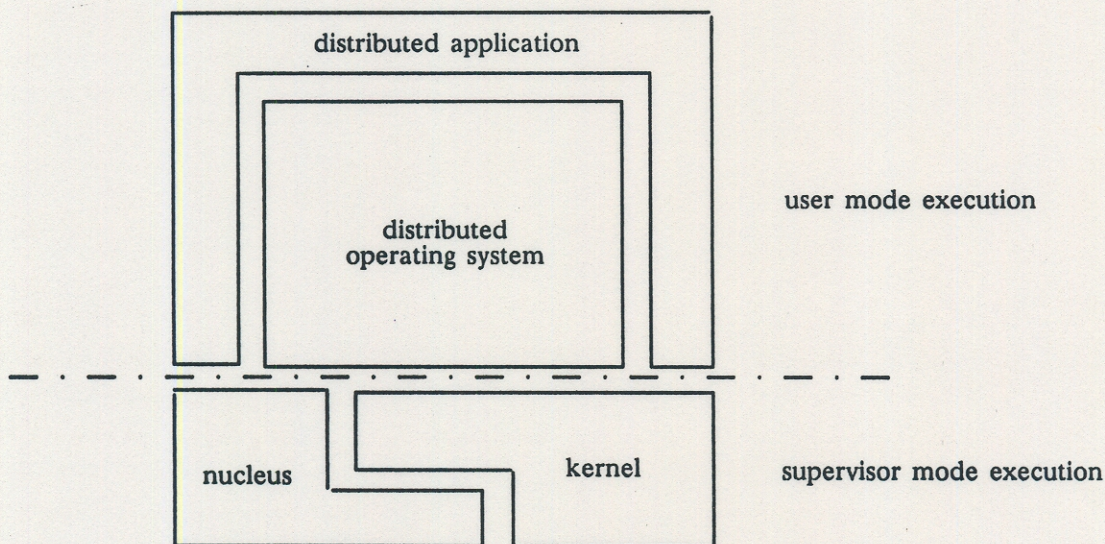 distributed application
user mode execution
distributed
operating system
nucleus
kernel
supervisor mode execution